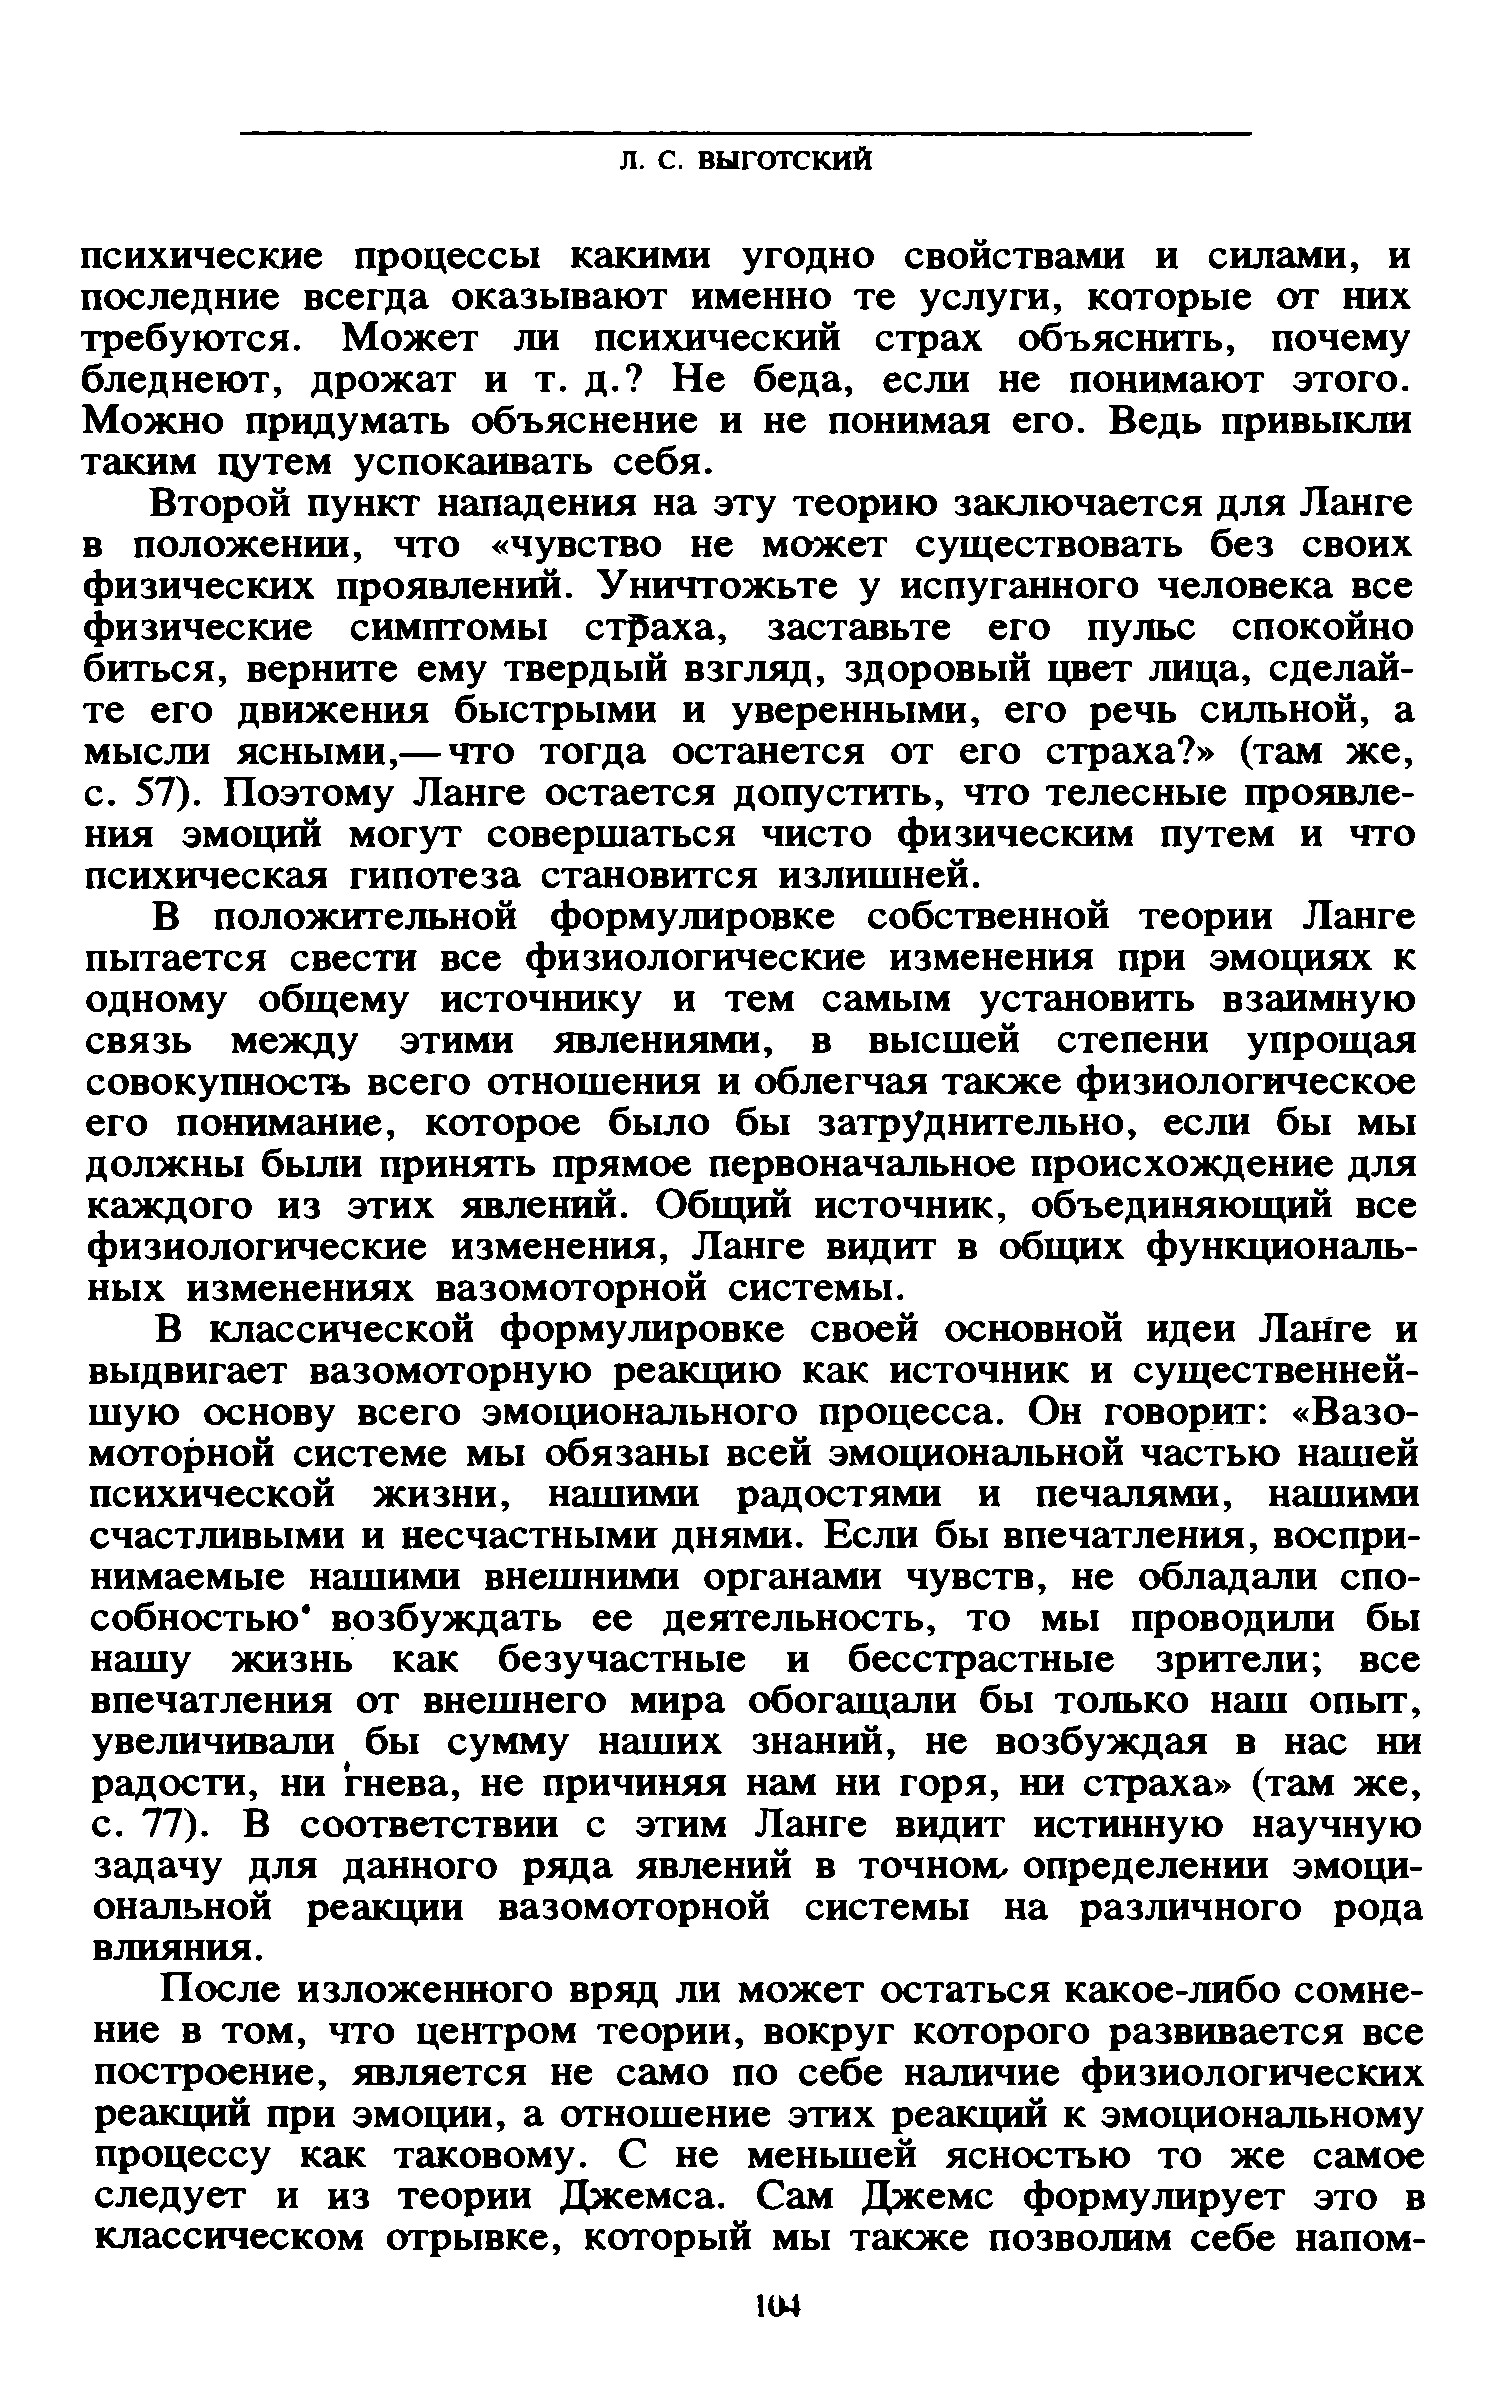 Л. С. ВЫГОТСКИЙ
психические процессы какими угодно свойствами и силами, и
последние всегда оказывают именно те услуги, которые от них
требуются. Может ли психический страх объяснить, почему
бледнеют, дрожат и т. д.? Не беда, если не понимают этого.
Можно придумать объяснение и не понимая его. Ведь привыкли
таким путем успокаивать себя.
Второй пункт нападения на эту теорию заключается для Ланге
в положении, что «чувство не может существовать без своих
физических проявлений. Уничтожьте у испуганного человека все
физические симптомы страха, заставьте его пульс спокойно
биться, верните ему твердый взгляд, здоровый цвет лица, сделай-
те его движения быстрыми и уверенными, его речь сильной, а
мысли ясными,— что тогда останется от его страха?» (там же,
с. 57). Поэтому Ланге остается допустить, что телесные проявле-
ния эмоций могут совершаться чисто физическим путем и что
психическая гипотеза становится излишней.
В положительной формулировке собственной теории Ланге
пытается свести все физиологические изменения при эмоциях к
одному общему источнику и тем самым установить взаимную
связь между этими явлениями, в высшей степени упрощая
совокупность всего отношения и облегчая также физиологическое
его понимание, которое было бы затруднительно, если бы мы
должны были принять прямое первоначальное происхождение для
каждого из этих явлений. Общий источник, объединяющий все
физиологические изменения, Ланге видит в общих функциональ-
ных изменениях вазомоторной системы.
В классической формулировке своей основной идеи Ланге и
выдвигает вазомоторную реакцию как источник и существенней-
шую основу всего эмоционального процесса. Он говорит: «Вазо-
моторной системе мы обязаны всей эмоциональной частью нашей
психической жизни, нашими радостями и печалями, нашими
счастливыми и несчастными днями. Если бы впечатления, воспри-
нимаемые нашими внешними органами чувств, не обладали спо-
собностью возбуждать ее деятельность, то мы проводили бы
нашу жизнь как безучастные и бесстрастные зрители; все
впечатления от внешнего мира обогащали бы только наш опыт,
увеличивали бы сумму наших знаний, не возбуждая в нас ни
радости, ни гнева, не причиняя нам ни горя, ни страха» (там же,
с. 77). В соответствии с этим Ланге видит истинную научную
задачу для данного ряда явлений в точном определении эмоци-
ональной реакции вазомоторной системы на различного рода
влияния.
После изложенного вряд ли может остаться какое-либо сомне-
ние в том, что центром теории, вокруг которого развивается все
построение, является не само по себе наличие физиологических
реакций при эмоции, а отношение этих реакций к эмоциональному
процессу как таковому. С не меньшей ясностью то же самое
следует и из теории Джемса. Сам Джемс формулирует это в
классическом отрывке, который мы также позволим себе напом-
104